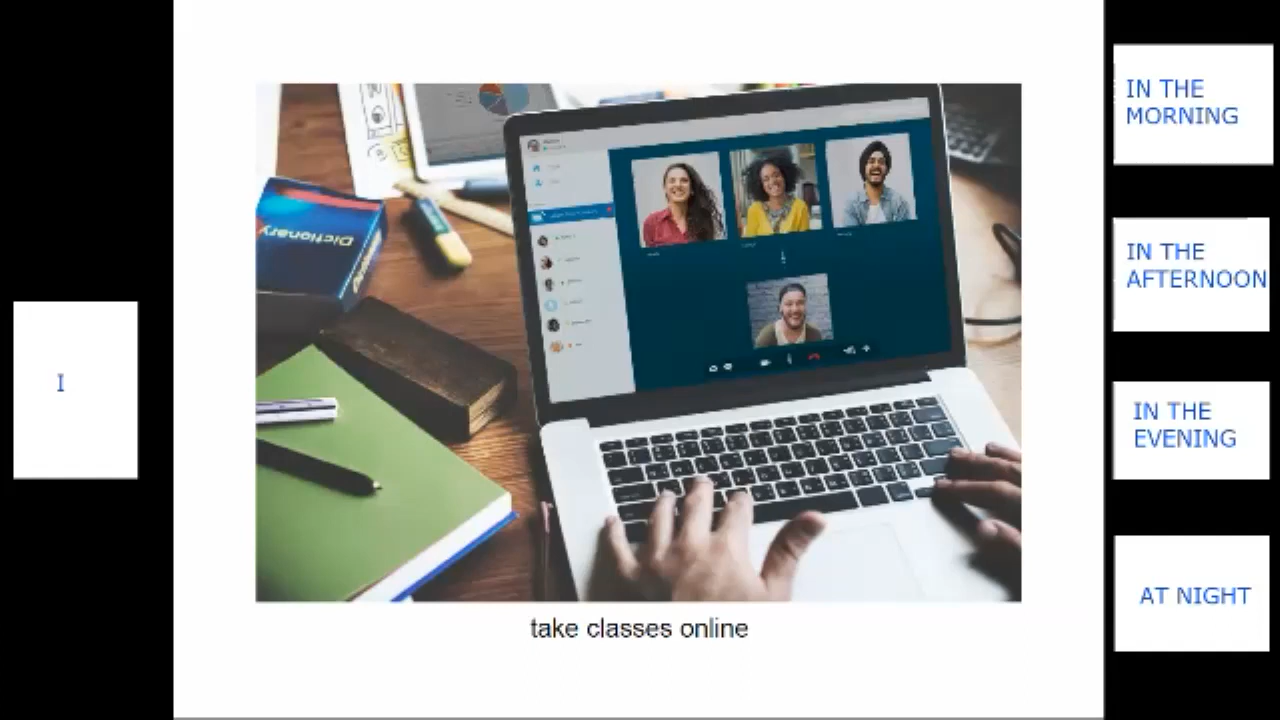 I
Dictionary
take classes online
IN THE
MORNING
IN THE
AFTERNOON
IN THE
EVENING
AT NIGHT